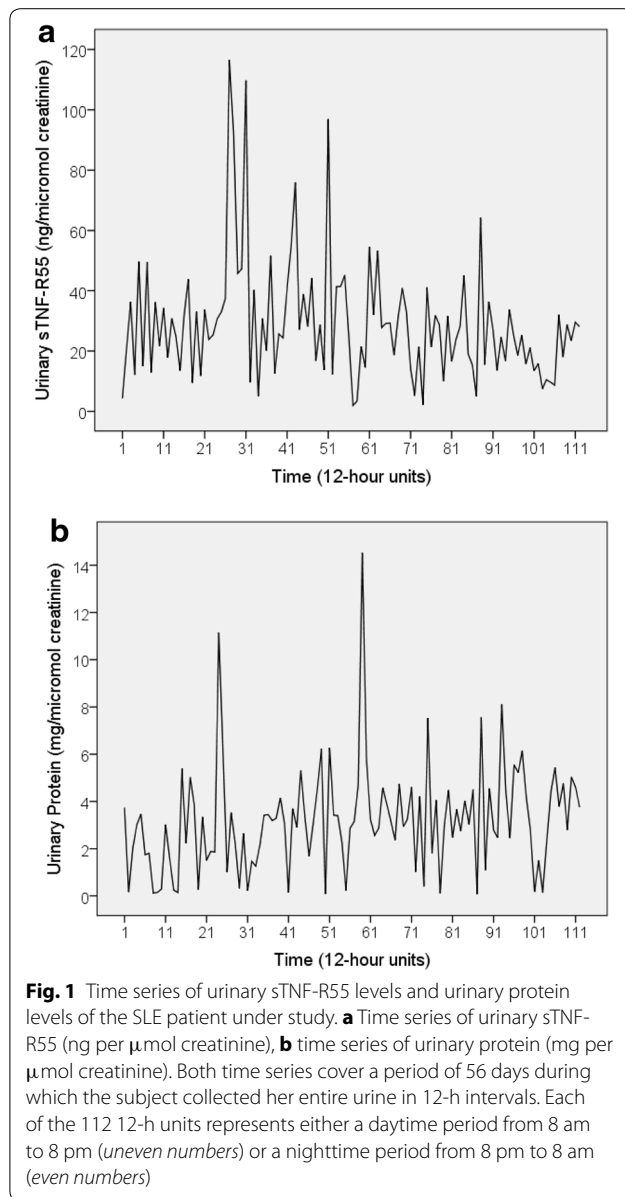 a
120
100
80
60
40
20
0
Urinary sTNF-R55 (ng/micromol creatinine)
1 11 21 31 41 51 61 71 81 91 101 111
Time (12-hour units)
b
14
12
10
8
6
4
2
0
Urinary Protein (mg/micromol creatinine)
1 11 21 31 41 51 61 71 81 91 101 111
Time (12-hour units)
Fig. 1 Time series of urinary sTNF-R55 levels and urinary protein
levels of the SLE patient under study. a Time series of urinary sTNF-
R55 (ng per μmol creatinine), b time series of urinary protein (mg per
μmol creatinine). Both time series cover a period of 56 days during
which the subject collected her entire urine in 12-h intervals. Each
of the 112 12-h units represents either a daytime period from 8 am
to 8 pm (uneven numbers) or a nighttime period from 8 pm to 8 am
(even numbers)